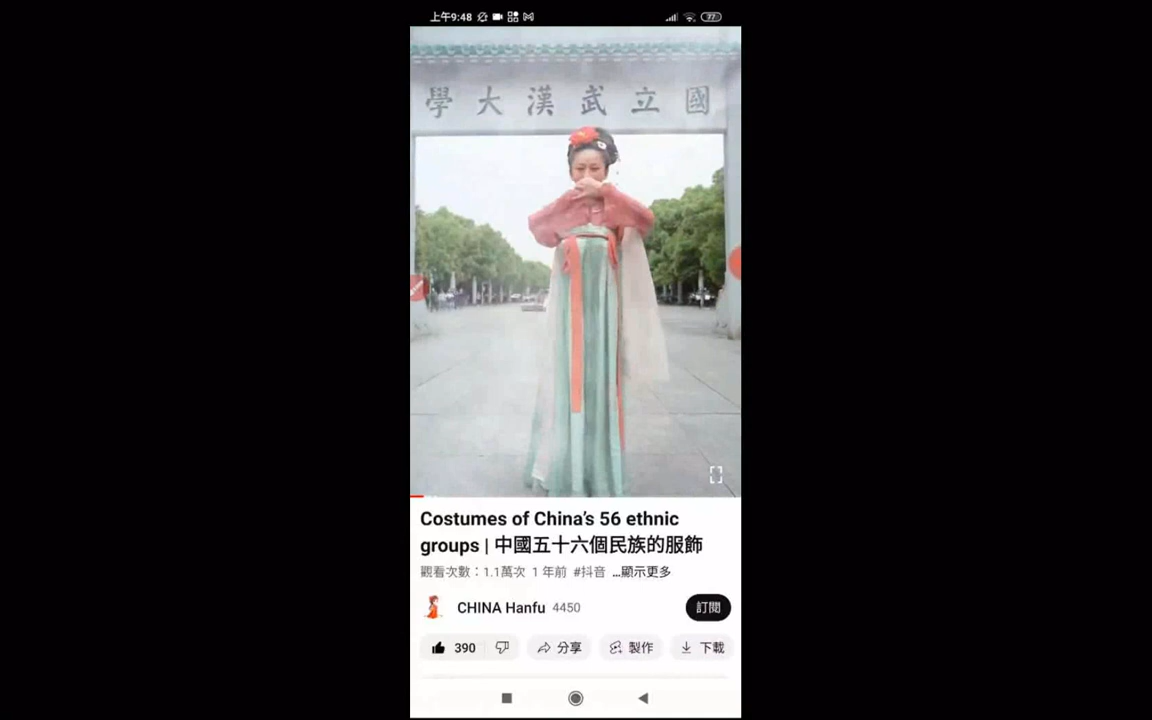 上午9:48
77
學大漢武立國
Costumes of China’s 56 ethnic
groups | 中國五十六個民族的服飾
觀看次數：1.1萬次 1 年前 #抖音 ...顯示更多
CHINA Hanfu 4450 訂閱
390 分享 製作 下載